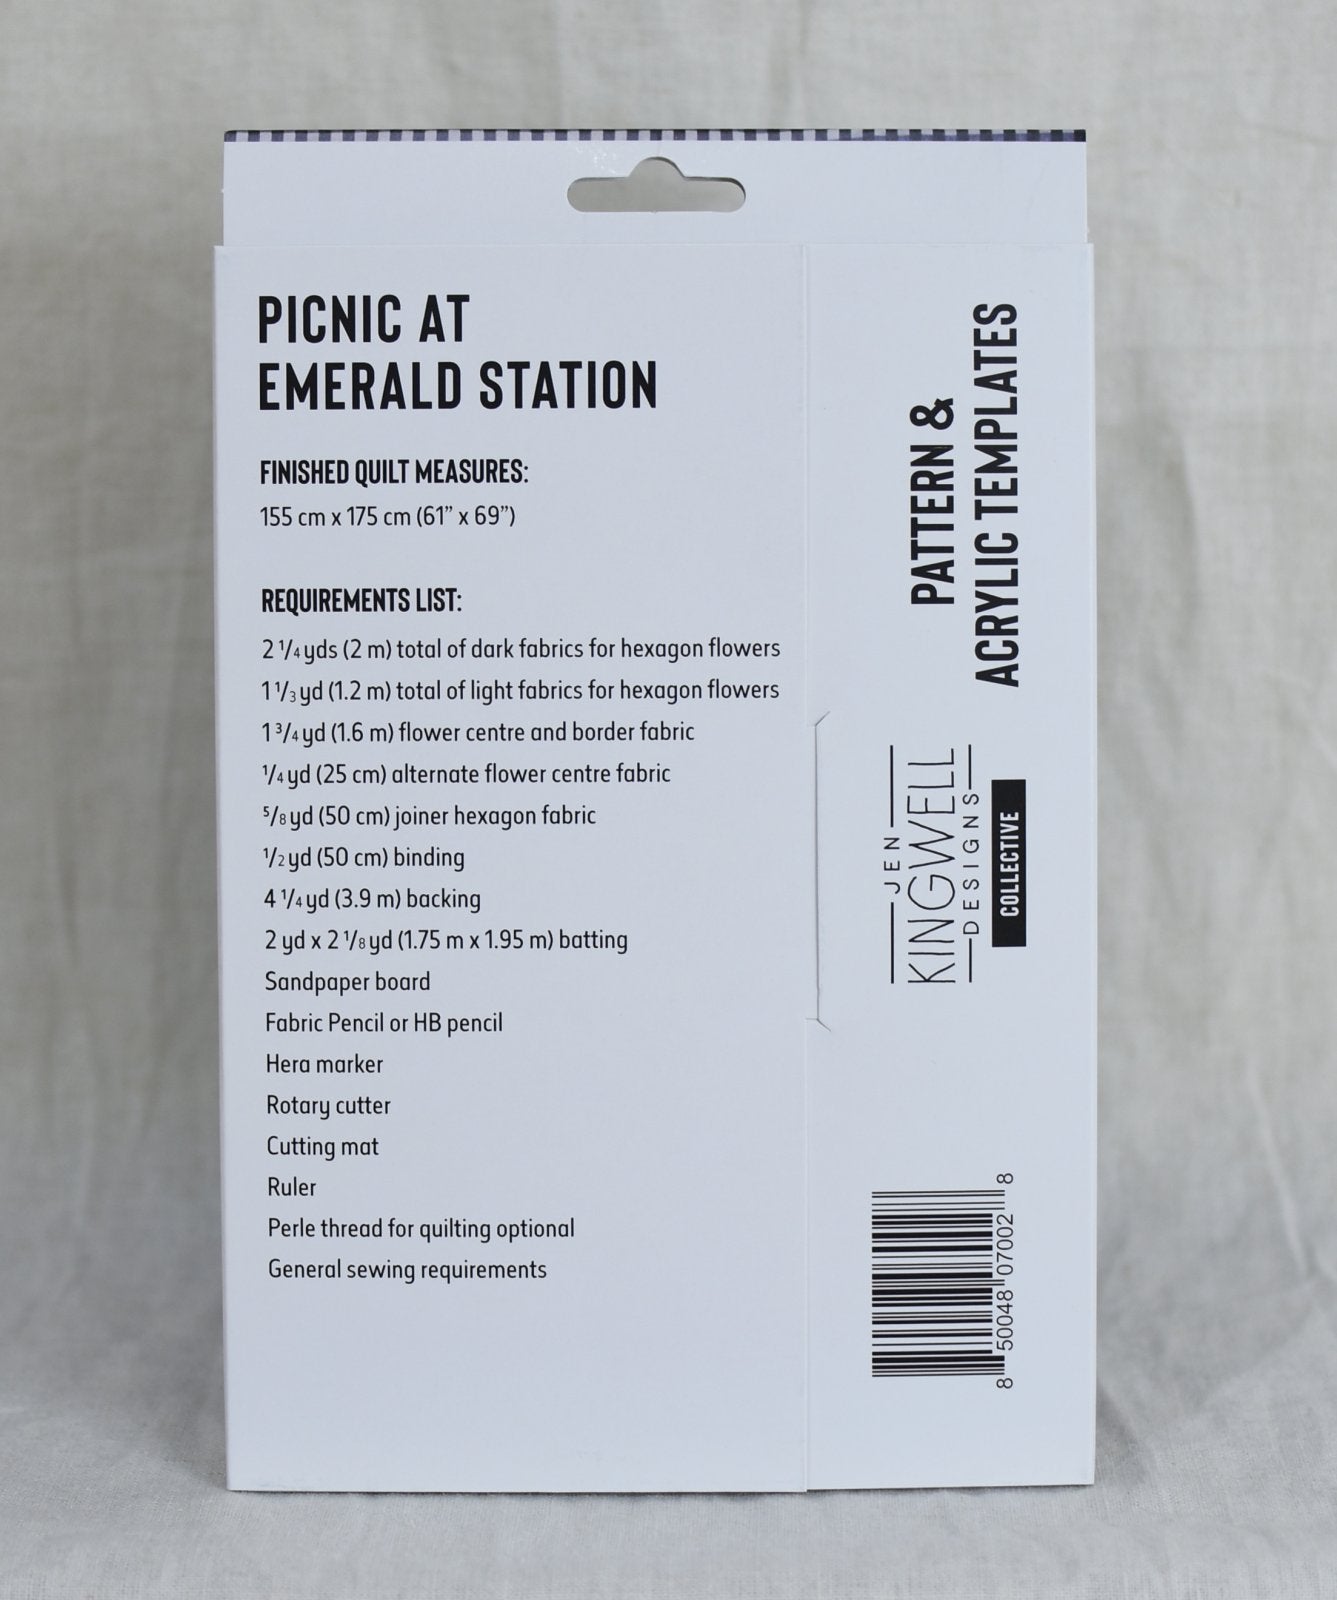 PICNIC AT
EMERALD STATION
FINISHED QUILT MEASURES:
155 cm x 175 cm (61” x 69”)
REQUIREMENTS LIST:
2 1/4 yds (2 m) total of dark fabrics for hexagon flowers
1 1/3 yd (1.2 m) total of light fabrics for hexagon flowers
1 3/4 yd (1.6 m) flower centre and border fabric
1/4 yd (25 cm) alternate flower centre fabric
5/8 yd (50 cm) joiner hexagon fabric
1/2 yd (50 cm) binding
4 1/4 yd (3.9 m) backing
2 yd x 2 1/8 yd (1.75 m x 1.95 m) batting
Sandpaper board
Fabric Pencil or HB pencil
Hera marker
Rotary cutter
Cutting mat
Ruler
Perle thread for quilting optional
General sewing requirements
PATTERN &
ACRYLIC TEMPLATES
JEN
KINGWELL
DESIGNS
COLLECTIVE
8 50048 07002 8